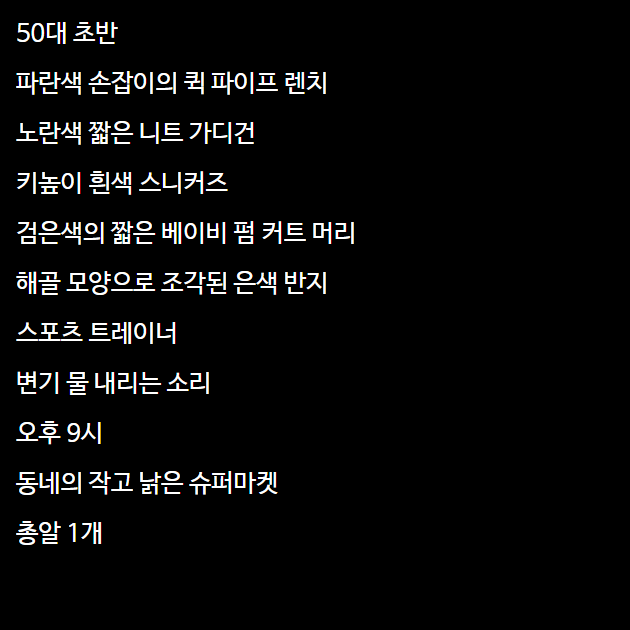 50대 초반
파란색 손잡이의 퀵 파이프 렌치
노란색 짧은 니트 가디건
키높이 흰색 스니커즈
검은색의 짧은 베이비 펌 커트 머리
해골 모양으로 조각된 은색 반지
스포츠 트레이너
변기 물 내리는 소리
오후 9시
동네의 작고 낡은 슈퍼마켓
총알 1개